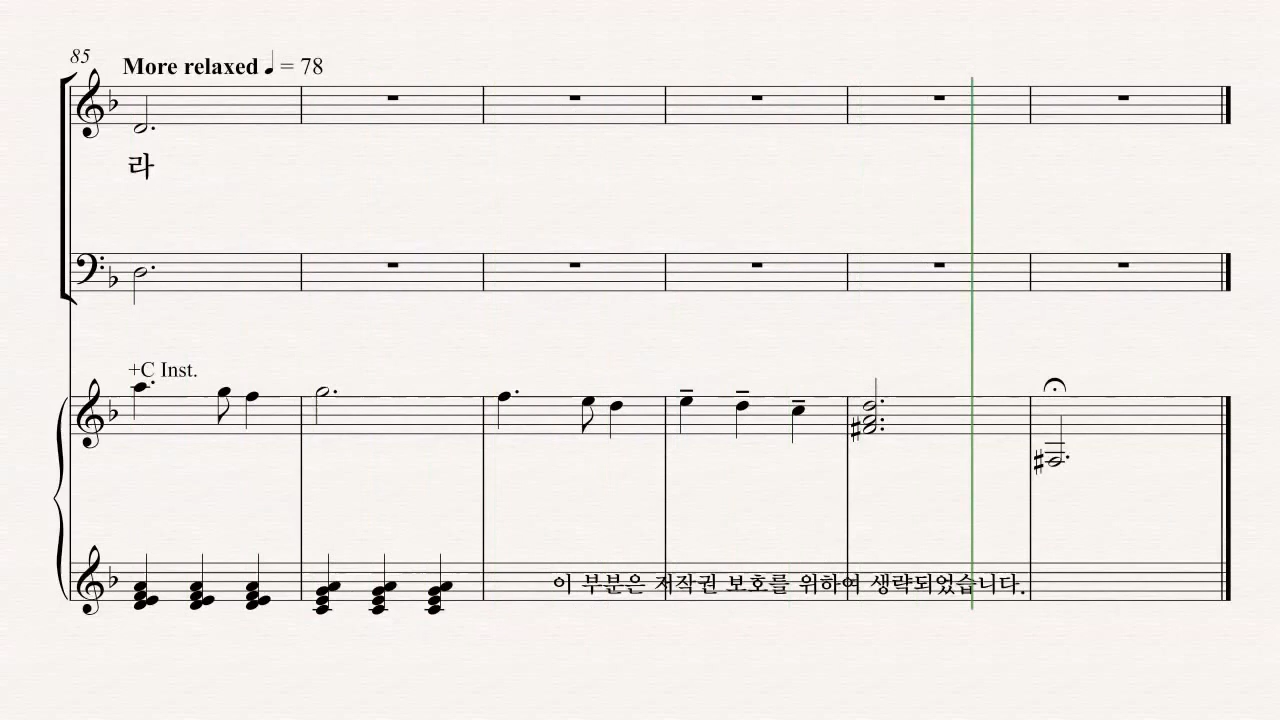 85
More relaxed ♩ = 78
라
+C Inst.
이 부분은 저작권 보호를 위하여 생략되었습니다.